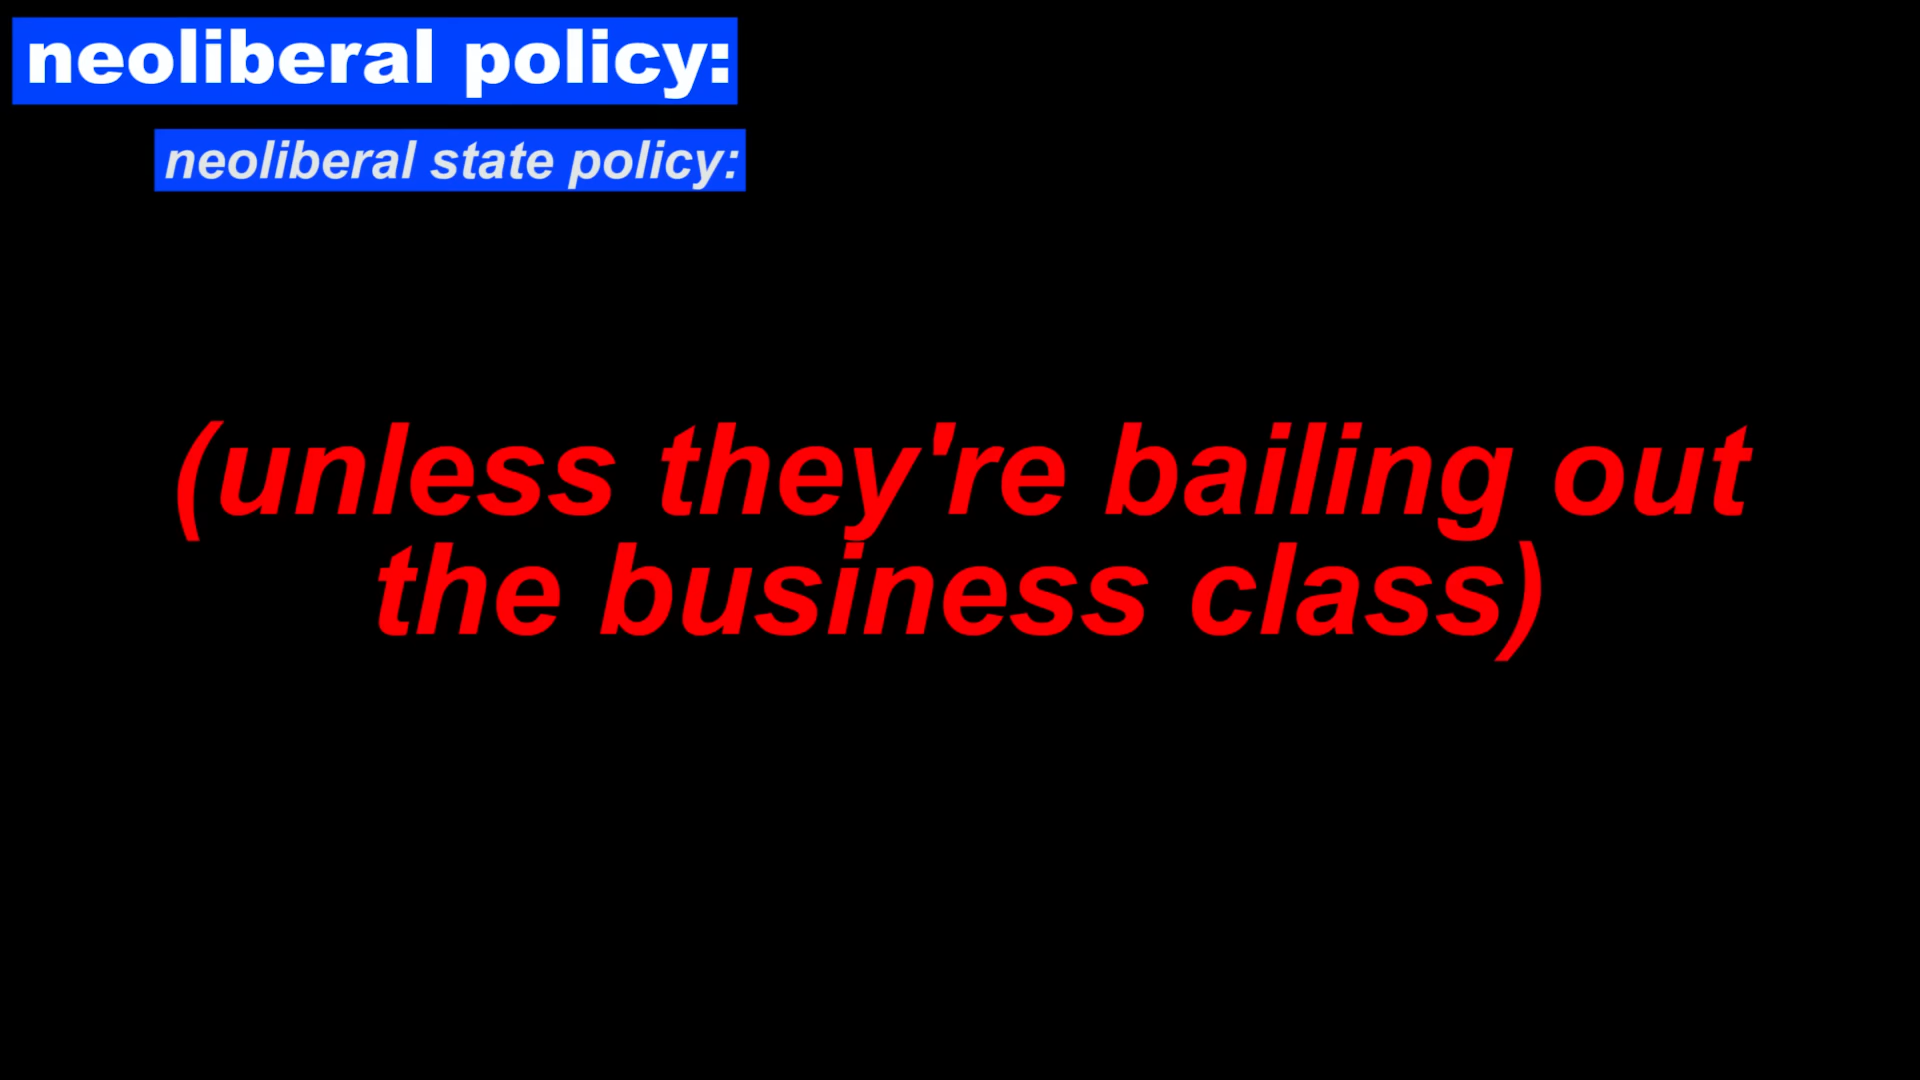 neoliberal policy:
neoliberal state policy:
(unless they're bailing out
the business class)